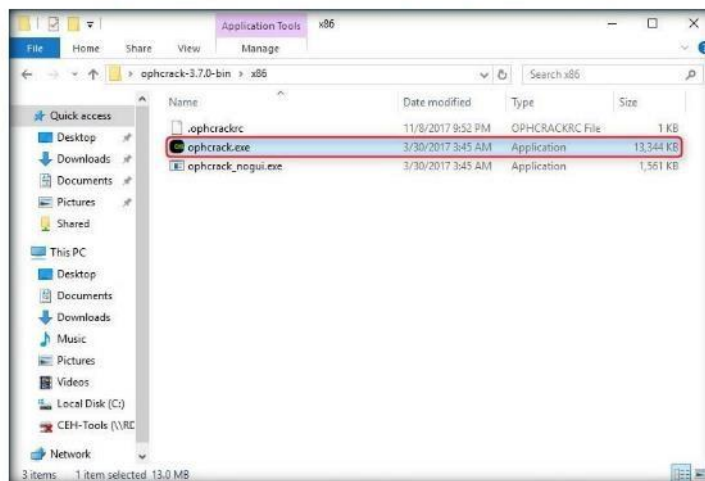 Application Tools x86
File Home Share View Manage
ophcrack-3.7.0-bin > x86 Search x86
Name Date modified Type Size
Quick access
Desktop
Downloads
Documents
Pictures
Shared
This PC
Desktop
Documents
Downloads
Music
Pictures
Videos
Local Disk (C:)
CEH-Tools (\\RE
Network
.ophcrackrc 11/8/2017 9:52 PM OPHCRACKRC File 1 KB
ophcrack.exe 3/30/2017 3:45 AM Application 13,344 KB
ophcrack_nogui.exe 3/30/2017 3:45 AM Application 1,561 KB
3 items 1 item selected 13.0 MB